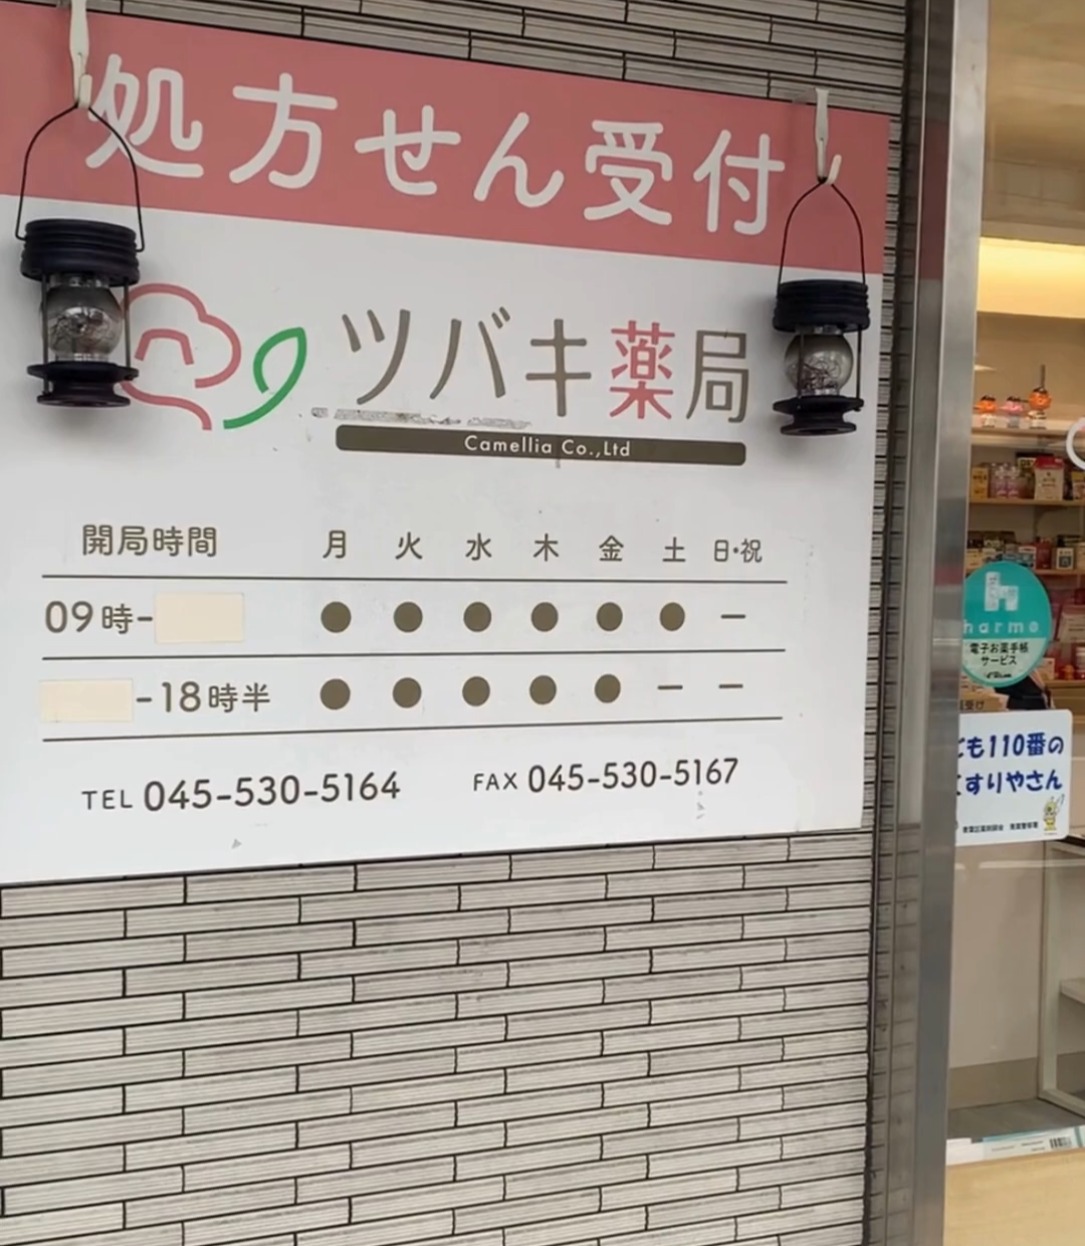 処方せん受付
ツバキ薬局
Camellia Co.,Ltd
開局時間 月 火 水 木 金 土 日・祝
09時- ● ● ● ● ● ● ー
-18時半 ● ● ● ● ● ー ー
TEL 045-530-5164 FAX 045-530-5167
harmo
電子お薬手帳
サービス
も110番の
すりやさん